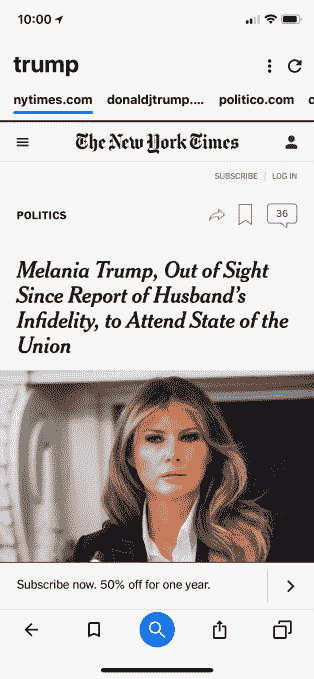 10:00
trump
nytimes.com donaldjtrump.... politico.com c
The New York Times
SUBSCRIBE | LOG IN
POLITICS
36
Melania Trump, Out of Sight
Since Report of Husband's
Infidelity, to Attend State of the
Union
Subscribe now. 50% off for one year.